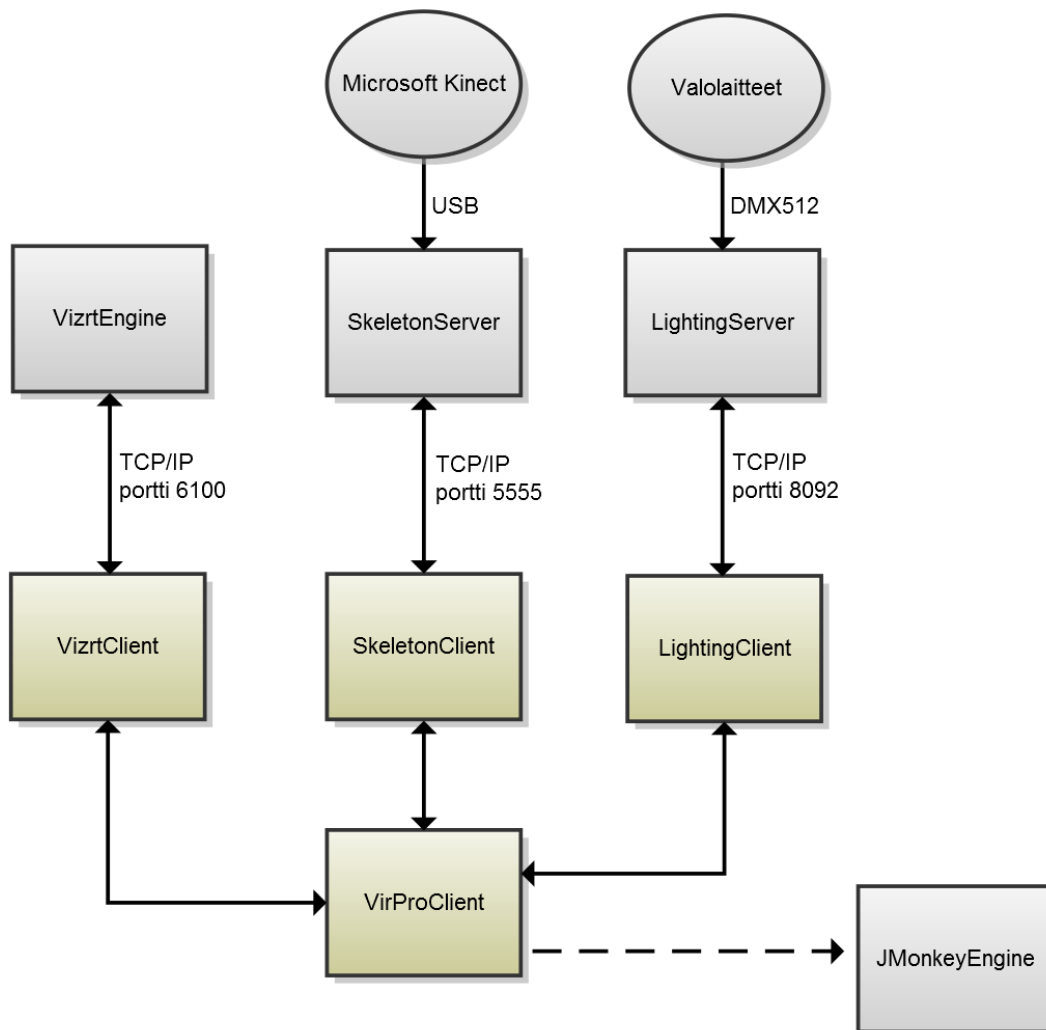 Microsoft Kinect
Valolaitteet
USB
DMX512
VizrtEngine
SkeletonServer
LightingServer
TCP/IP
portti 6100
TCP/IP
portti 5555
TCP/IP
portti 8092
VizrtClient
SkeletonClient
LightingClient
VirProClient
JMonkeyEngine